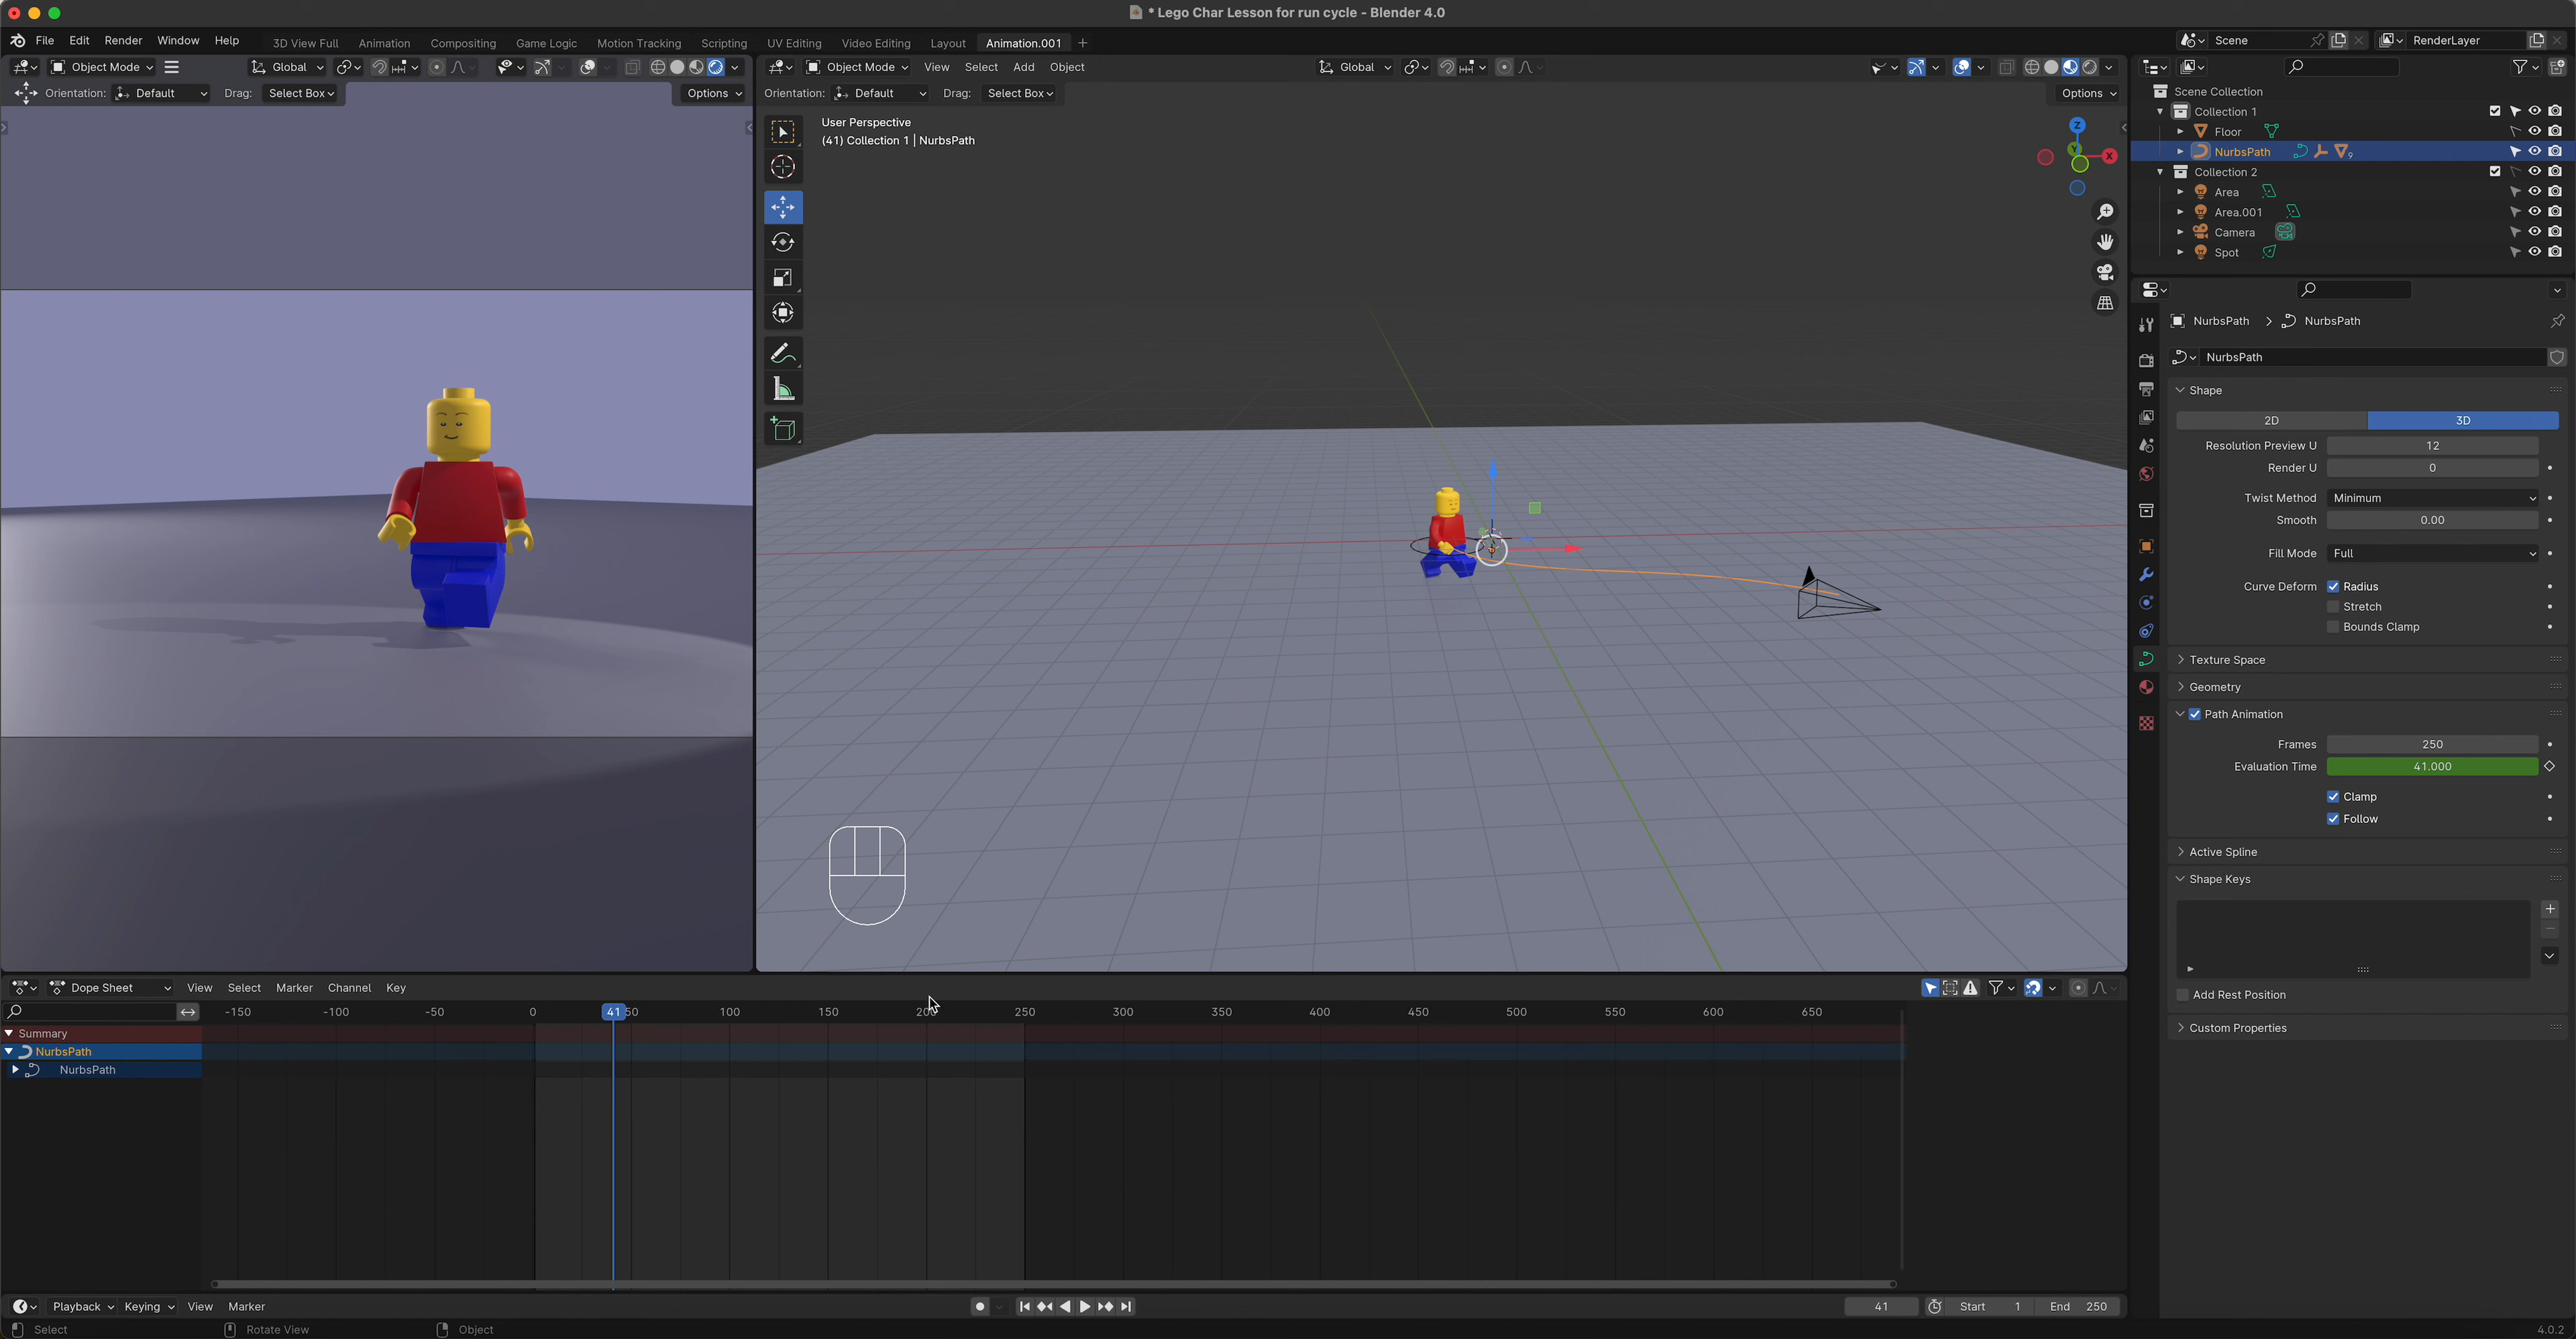 * Lego Char Lesson for run cycle - Blender 4.0
File Edit Render Window Help 3D View Full Animation Compositing Game Logic Motion Tracking Scripting UV Editing Video Editing Layout Animation.001 + Scene RenderLayer
Object Mode Global
Orientation: Default Drag: Select Box Options
Object Mode View Select Add Object Global
Orientation: Default Drag: Select Box Options
User Perspective
(41) Collection 1 | NurbsPath
Z
Y
X
Scene Collection
Collection 1
Floor
NurbsPath 9
Collection 2
Area
Area.001
Camera
Spot
NurbsPath > NurbsPath
NurbsPath
Shape
2D 3D
Resolution Preview U 12
Render U 0
Twist Method Minimum
Smooth 0.00
Fill Mode Full
Curve Deform Radius
Stretch
Bounds Clamp
Texture Space
Geometry
Path Animation
Frames 250
Evaluation Time 41.000
Clamp
Follow
Active Spline
Shape Keys
Add Rest Position
Custom Properties
Dope Sheet View Select Marker Channel Key
-150 -100 -50 0 41 50 100 150 200 250 300 350 400 450 500 550 600 650
Summary
NurbsPath
NurbsPath
Playback Keying View Marker 41 Start 1 End 250
Select Rotate View Object 4.0.2